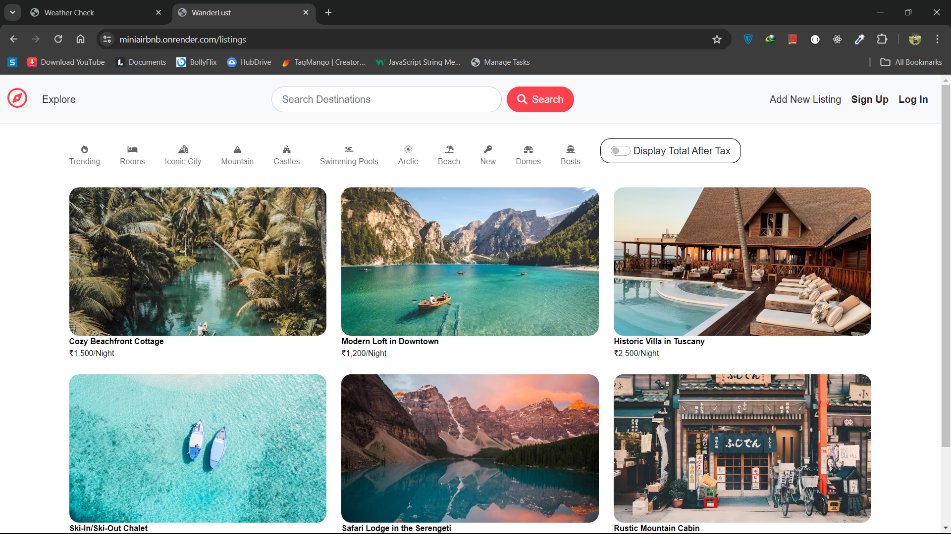 Weather Check
WanderLust
miniairbnb.onrender.com/listings
Download YouTube
Documents
BollyFlix
HubDrive
TaqMango | Creator...
JavaScript String Me...
Manage Tasks
All Bookmarks
Explore
Search Destinations
Search
Add New Listing
Sign Up
Log In
Trending
Rooms
Iconic City
Mountain
Castles
Swimming Pools
Arctic
Beach
New
Domes
Bosts
Display Total After Tax
Cozy Beachfront Cottage
Modern Loft in Downtown
Historic Villa in Tuscany
₹1,500/Night
₹1,200/Night
₹2,500/Night
ふじでん
Ski-In/Ski-Out Chalet
Safari Lodge in the Serengeti
Rustic Mountain Cabin